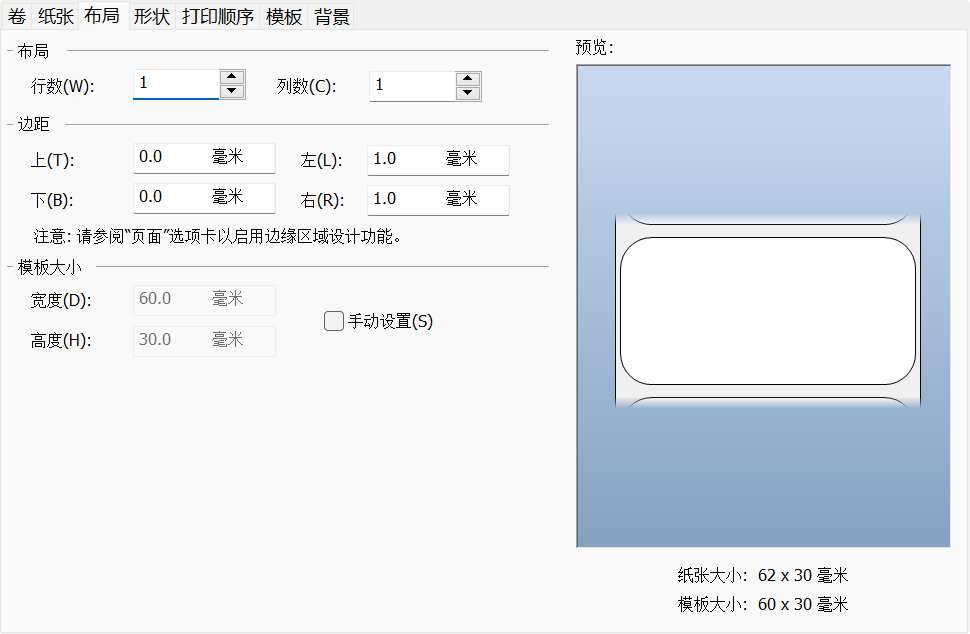 卷 纸张 布局 形状 打印顺序 模板 背景
布局
行数(W): 1 列数(C): 1
边距
上(T): 0.0 毫米 左(L): 1.0 毫米
下(B): 0.0 毫米 右(R): 1.0 毫米
注意: 请参阅“页面”选项卡以启用边缘区域设计功能。
模板大小
宽度(D): 60.0 毫米
手动设置(S)
高度(H): 30.0 毫米
预览:
纸张大小: 62 x 30 毫米
模板大小: 60 x 30 毫米